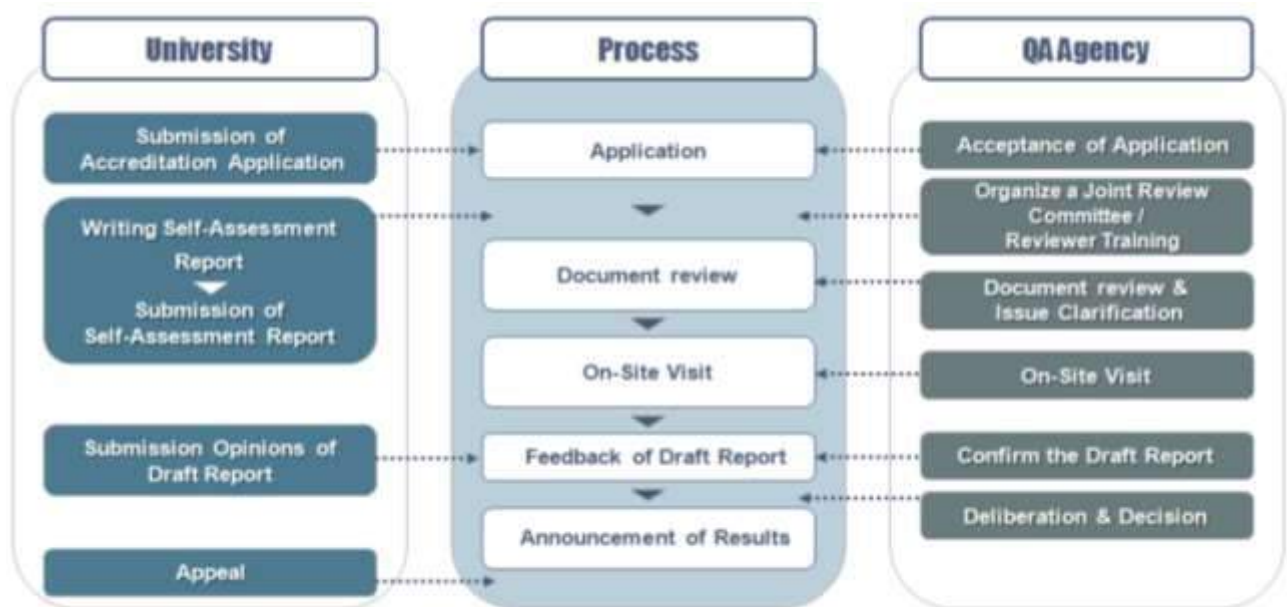 University
Process
QA Agency
Submission of
Accreditation Application
Application
Acceptance of Application
Writing Self-Assessment
Report
Submission of
Self-Assessment Report
Organize a Joint Review
Committee /
Reviewer Training
Document review
Document review &
Issue Clarification
On-Site Visit
On-Site Visit
Submission Opinions of
Draft Report
Feedback of Draft Report
Confirm the Draft Report
Deliberation & Decision
Announcement of Results
Appeal